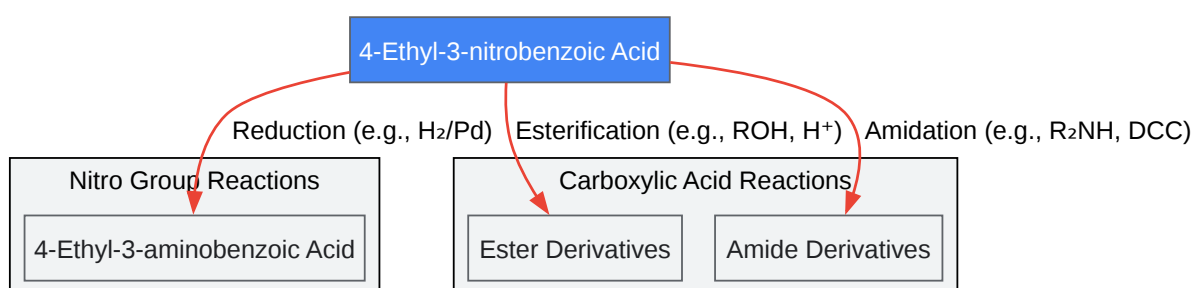 4-Ethyl-3-nitrobenzoic Acid
Reduction (e.g., H₂/Pd)
Esterification (e.g., ROH, H⁺)
Amidation (e.g., R₂NH, DCC)
Nitro Group Reactions
Carboxylic Acid Reactions
4-Ethyl-3-aminobenzoic Acid
Ester Derivatives
Amide Derivatives